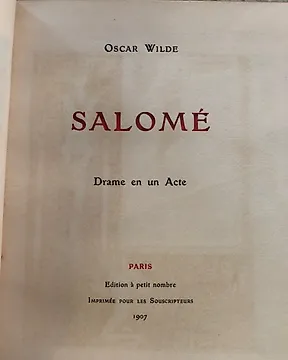 OSCAR WILDE
SALOMÉ
Drame en un Acte
PARIS
Edition à petit nombre
IMPRIMÉE POUR LES SOUSCRIPTEURS
1907